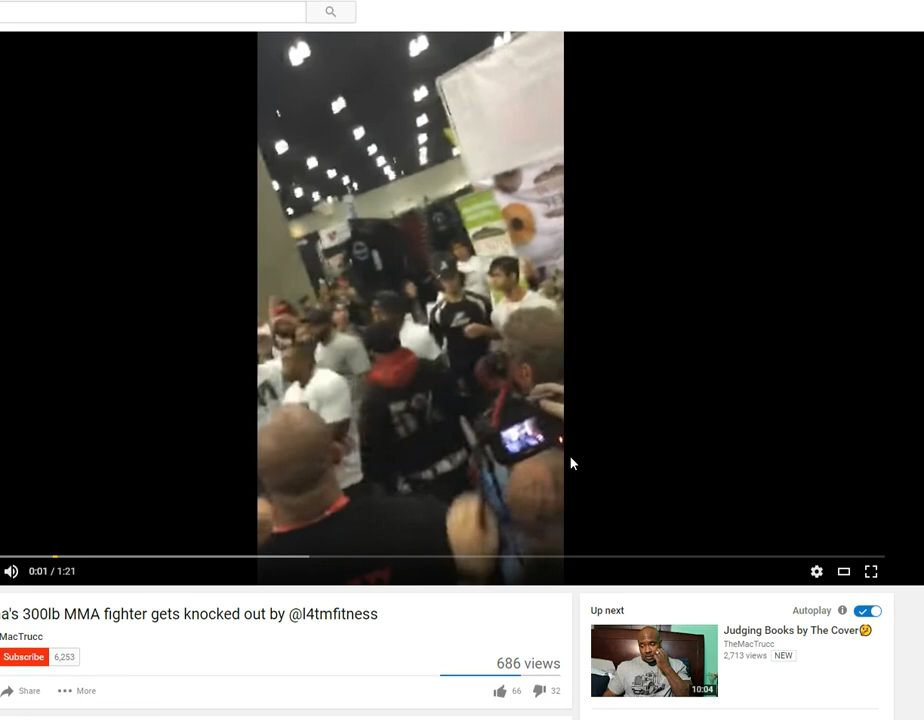 5%
0:01 / 1:21
a's 300lb MMA fighter gets knocked out by @l4tmfitness
MacTrucc
Subscribe 6,253
686 views
Share ••• More
66 32
Up next Autoplay
Judging Books by The Cover
TheMacTrucc
2,713 views NEW
10:04